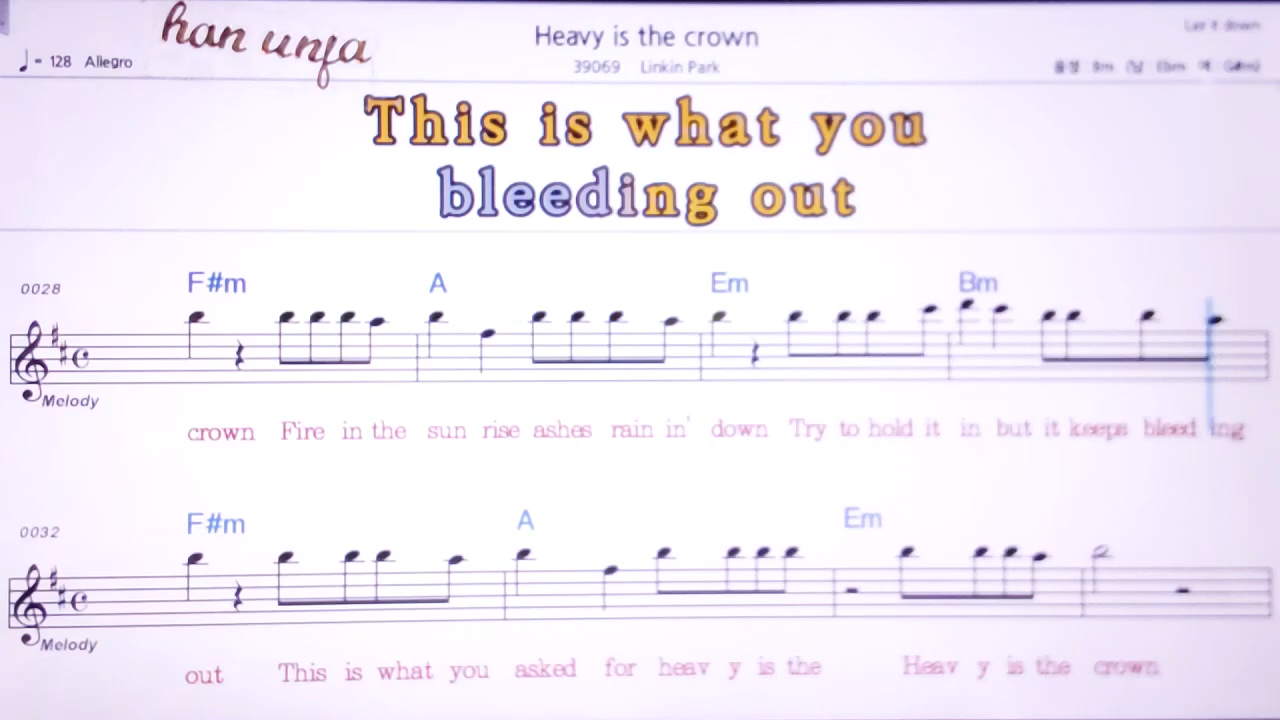 han unfa
Heavy is the crown
♩= 128 Allegro
39069 Linkin Park
This is what you
bleeding out
0028
F#m A Em Bm
Melody
crown Fire in the sun rise ashes rain in' down Try to hold it in but it keeps bleed ing
0032
F#m A Em
Melody
out This is what you asked for heav y is the Heav y is the crown